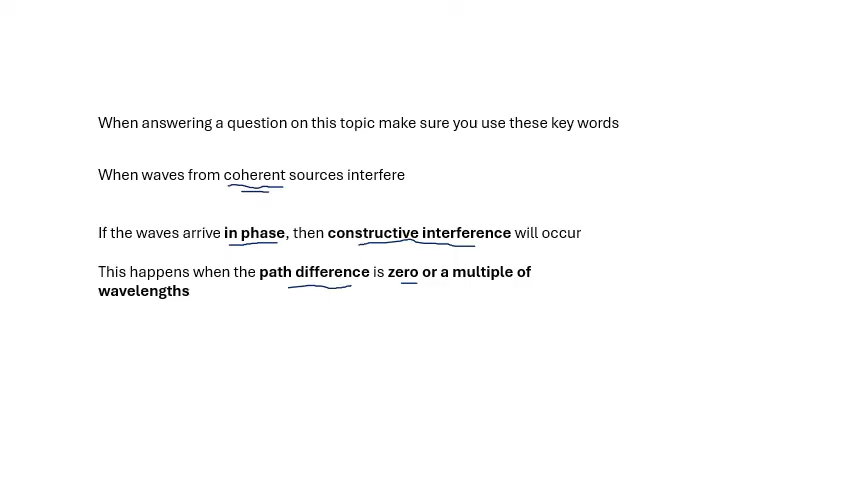 When answering a question on this topic make sure you use these key words
When waves from coherent sources interfere
If the waves arrive in phase, then constructive interference will occur
This happens when the path difference is zero or a multiple of
wavelengths